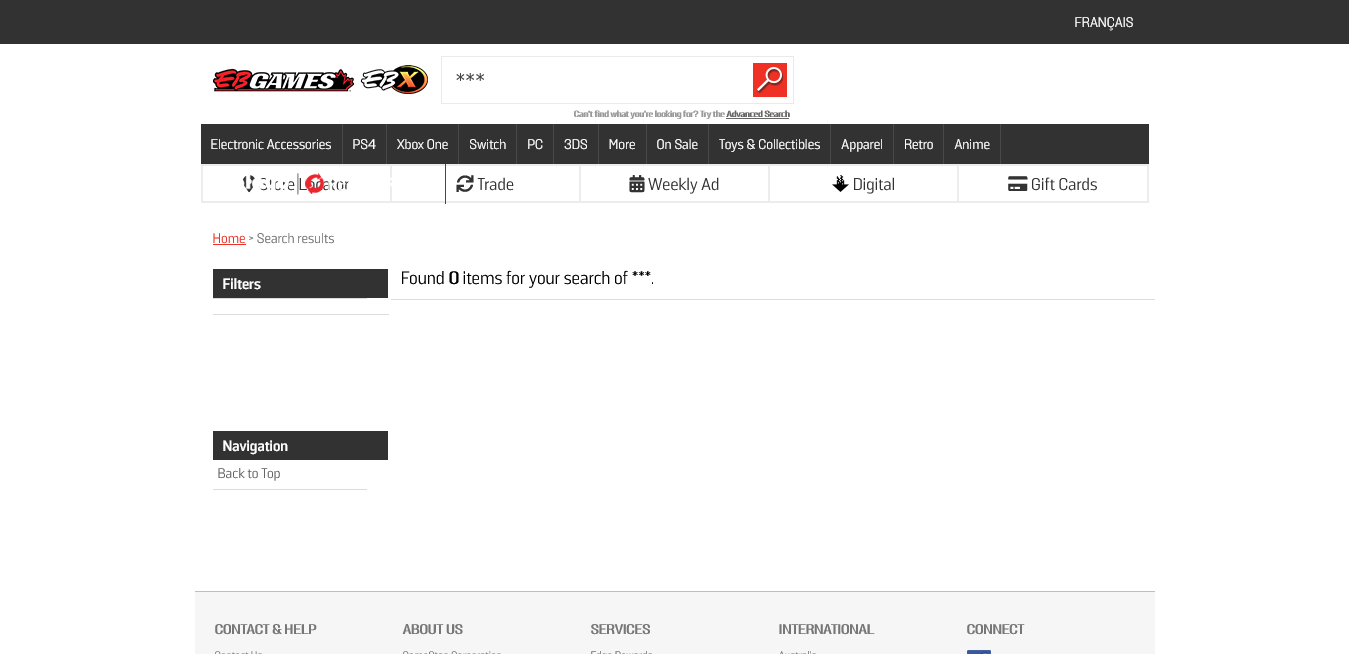 FRANÇAIS
EBGAMES EBX
***
Can't find what you're looking for? Try the Advanced Search
Electronic Accessories PS4 Xbox One Switch PC 3DS More On Sale Toys & Collectibles Apparel Retro Anime
Store Locator Trade Weekly Ad Digital Gift Cards
Home > Search results
Filters
Found 0 items for your search of ***.
Navigation
Back to Top
CONTACT & HELP ABOUT US SERVICES INTERNATIONAL CONNECT